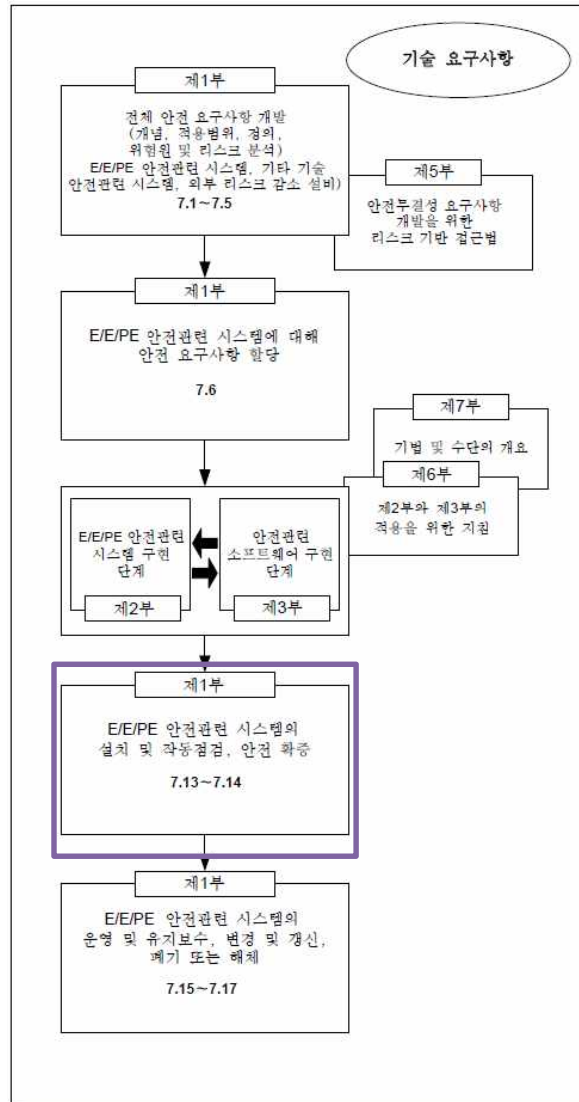 기술 요구사항
제1부
전체 안전 요구사항 개발
(개념, 적용범위, 정의,
위험원 및 리스크 분석)
E/E/PE 안전관련 시스템, 기타 기술
안전관련 시스템, 외부 리스크 감소 설비)
7.1~7.5
제5부
안전무결성 요구사항
개발을 위한
리스크 기반 접근법
제1부
E/E/PE 안전관련 시스템에 대해
안전 요구사항 할당
7.6
제7부
기법 및 수단의 개요
제6부
제2부와 제3부의
적용을 위한 지침
E/E/PE 안전관련
시스템 구현
단계
제2부
안전관련
소프트웨어 구현
단계
제3부
제1부
E/E/PE 안전관련 시스템의
설치 및 작동점검, 안전 확증
7.13~7.14
제1부
E/E/PE 안전관련 시스템의
운영 및 유지보수, 변경 및 갱신,
폐기 또는 해체
7.15~7.17